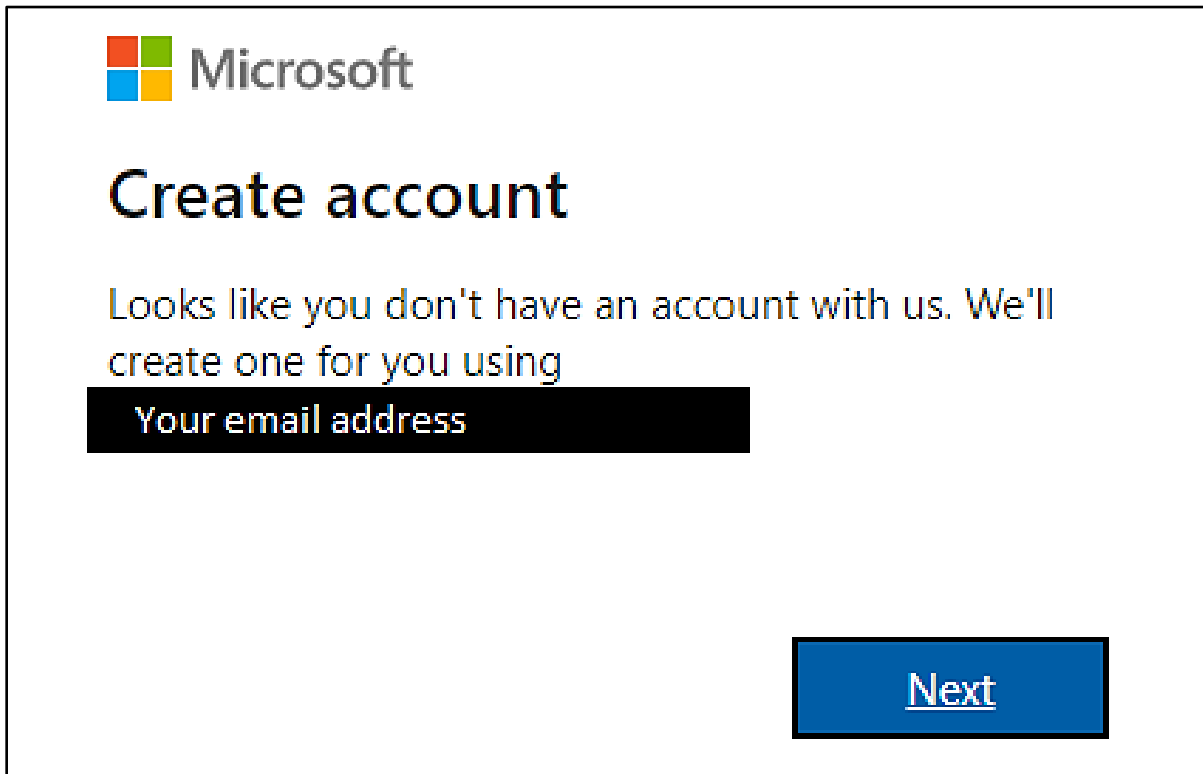 Microsoft
Create account
Looks like you don't have an account with us. We'll
create one for you using
Your email address
Next